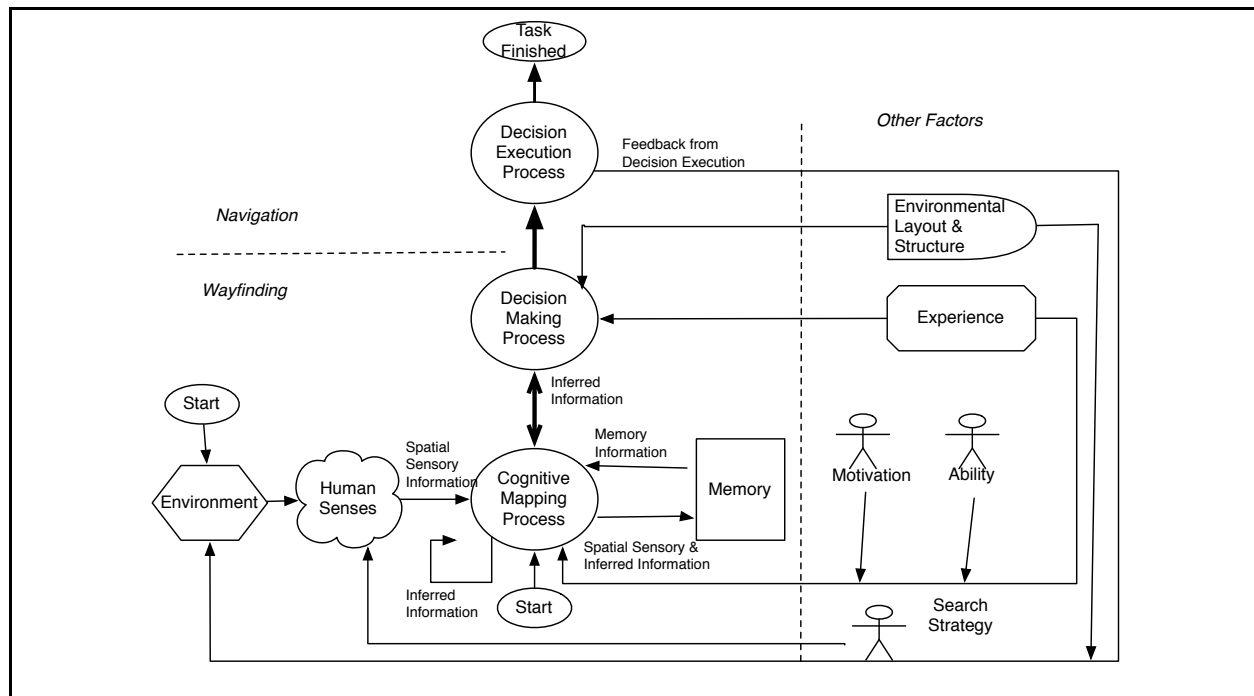 Task
Finished
Decision
Execution
Process
Feedback from
Decision Execution
Other Factors
Navigation
Environmental
Layout &
Structure
Wayfinding
Decision
Making
Process
Experience
Inferred
Information
Start
Spatial
Sensory
Information
Memory
Information
Environment
Human
Senses
Cognitive
Mapping
Process
Memory
Motivation
Ability
Spatial Sensory &
Inferred Information
Inferred
Information
Start
Search
Strategy